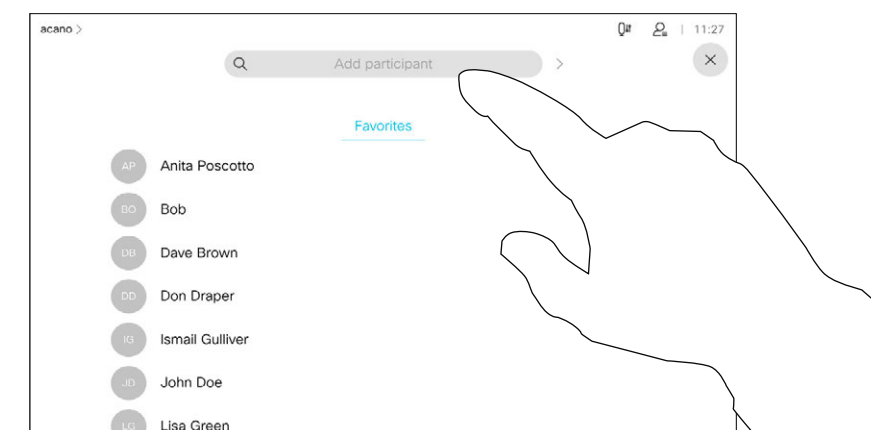 acano >
11:27
Add participant
Favorites
AP Anita Poscotto
BO Bob
DB Dave Brown
DD Don Draper
IG Ismail Gulliver
JD John Doe
LG Lisa Green